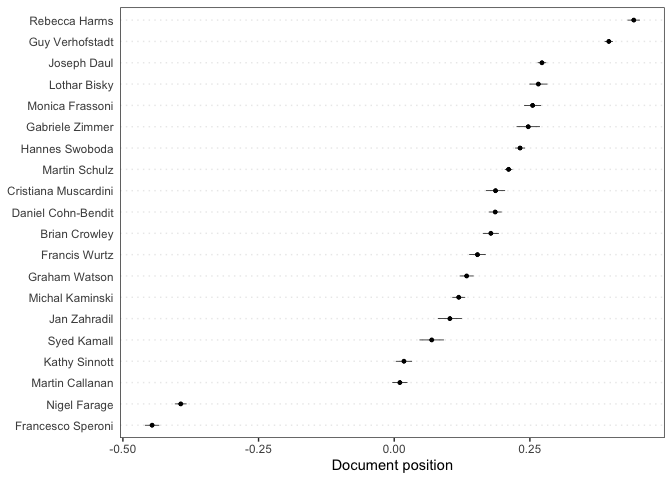 Rebecca Harms
Guy Verhofstadt
Joseph Daul
Lothar Bisky
Monica Frassoni
Gabriele Zimmer
Hannes Swoboda
Martin Schulz
Cristiana Muscardini
Daniel Cohn-Bendit
Brian Crowley
Francis Wurtz
Graham Watson
Michal Kaminski
Jan Zahradil
Syed Kamall
Kathy Sinnott
Martin Callanan
Nigel Farage
Francesco Speroni
-0.50 -0.25 0.00 0.25
Document position